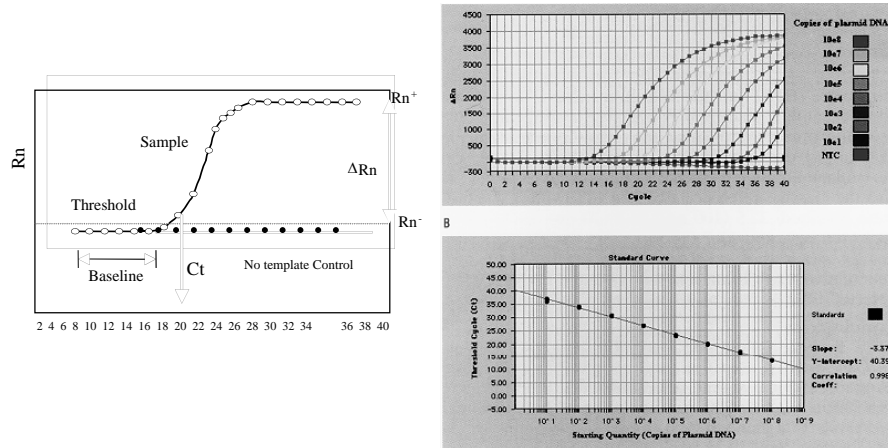 Rn
Sample
Threshold
Baseline
Ct
No template Control
Rn+
ΔRn
Rn-
2 4 6 8 10 12 14 16 18 20 22 24 26 28 30 32 34 36 38 40
4500
4000
3500
3000
2500
2000
1500
1000
500
-300
ΔRn
0 2 4 6 8 10 12 14 16 18 20 22 24 26 28 30 32 34 36 38 40
Cycle
Copies of plasmid DNA
10e8
10e7
10e6
10e5
10e4
10e3
10e2
10e1
NTC
B
Standard Curve
50.00
45.00
40.00
35.00
30.00
25.00
20.00
15.00
10.00
5.00
0.00
-5.00
Threshold Cycle (Ct)
10^1 10^2 10^3 10^4 10^5 10^6 10^7 10^8 10^9
Starting Quantity (Copies of Plasmid DNA)
Standards
Slope: -3.37
Y-Intercept: 40.39
Correlation 0.998
Coeff: